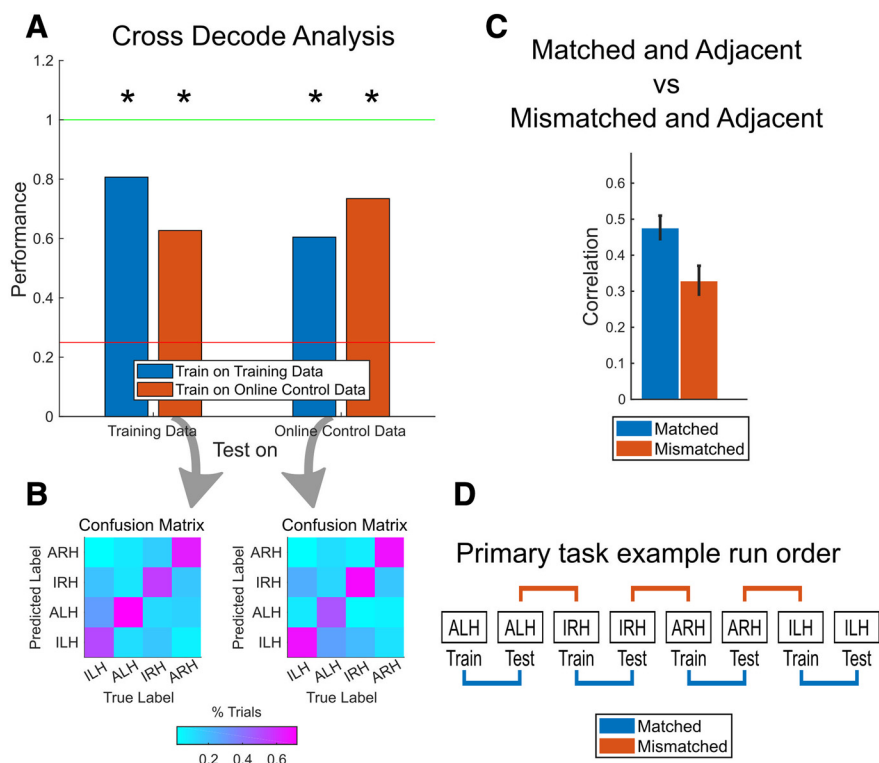 A
Cross Decode Analysis
1.2
1
0.8
0.6
0.4
0.2
0
Performance
* * * *
Train on Training Data
Train on Online Control Data
Training Data
Online Control Data
Test on
B
Confusion Matrix
ARH
IRH
ALH
ILH
Predicted Label
ILH ALH IRH ARH
True Label
Confusion Matrix
ARH
IRH
ALH
ILH
Predicted Label
ILH ALH IRH ARH
True Label
% Trials
0.2 0.4 0.6
C
Matched and Adjacent
vs
Mismatched and Adjacent
0.6
0.5
0.4
0.3
0.2
0.1
0
Correlation
Matched
Mismatched
D
Primary task example run order
ALH ALH IRH IRH ARH ARH ILH ILH
Train Test Train Test Train Test Train Test
Matched
Mismatched